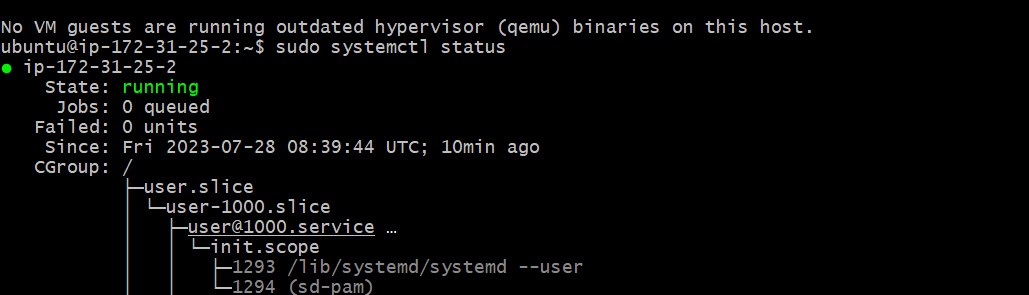 No VM guests are running outdated hypervisor (qemu) binaries on this host.
ubuntu@ip-172-31-25-2:~$ sudo systemctl status
● ip-172-31-25-2
    State: running
     Jobs: 0 queued
   Failed: 0 units
    Since: Fri 2023-07-28 08:39:44 UTC; 10min ago
   CGroup: /
           ├─user.slice
           │ └─user-1000.slice
           │   ├─user@1000.service …
           │   │ └─init.scope
           │   │   ├─1293 /lib/systemd/systemd --user
           │   │   └─1294 (sd-pam)